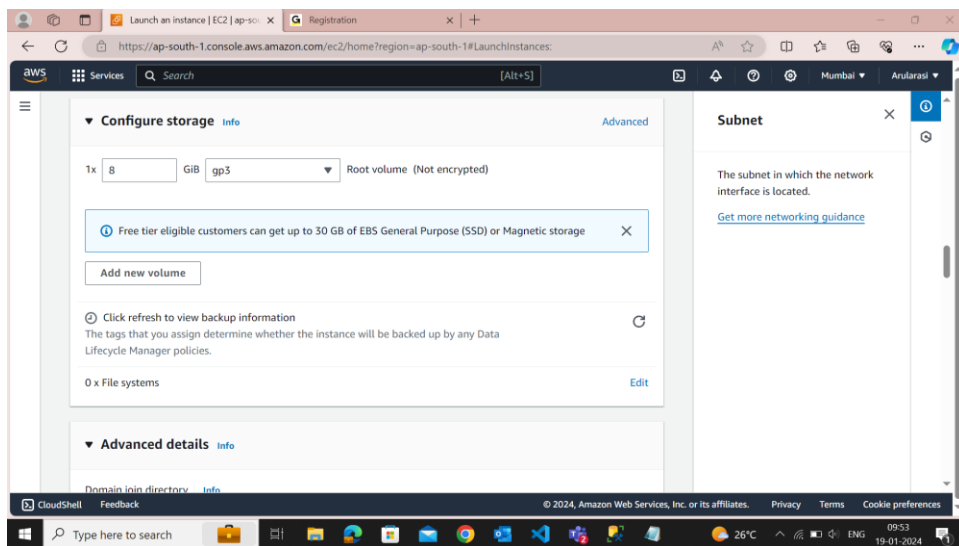 Launch an instance | EC2 | ap-sou
G Registration
https://ap-south-1.console.aws.amazon.com/ec2/home?region=ap-south-1#LaunchInstances:
aws
Services
Search
[Alt+S]
Mumbai
Arularasi
Configure storage Info
Advanced
1x 8 GiB gp3 Root volume (Not encrypted)
Free tier eligible customers can get up to 30 GB of EBS General Purpose (SSD) or Magnetic storage
Add new volume
Click refresh to view backup information
The tags that you assign determine whether the instance will be backed up by any Data
Lifecycle Manager policies.
0 x File systems
Edit
Advanced details Info
Domain join directory Info
Subnet
The subnet in which the network
interface is located.
Get more networking guidance
CloudShell
Feedback
© 2024, Amazon Web Services, Inc. or its affiliates.
Privacy
Terms
Cookie preferences
Type here to search
26°C
ENG
09:53
19-01-2024